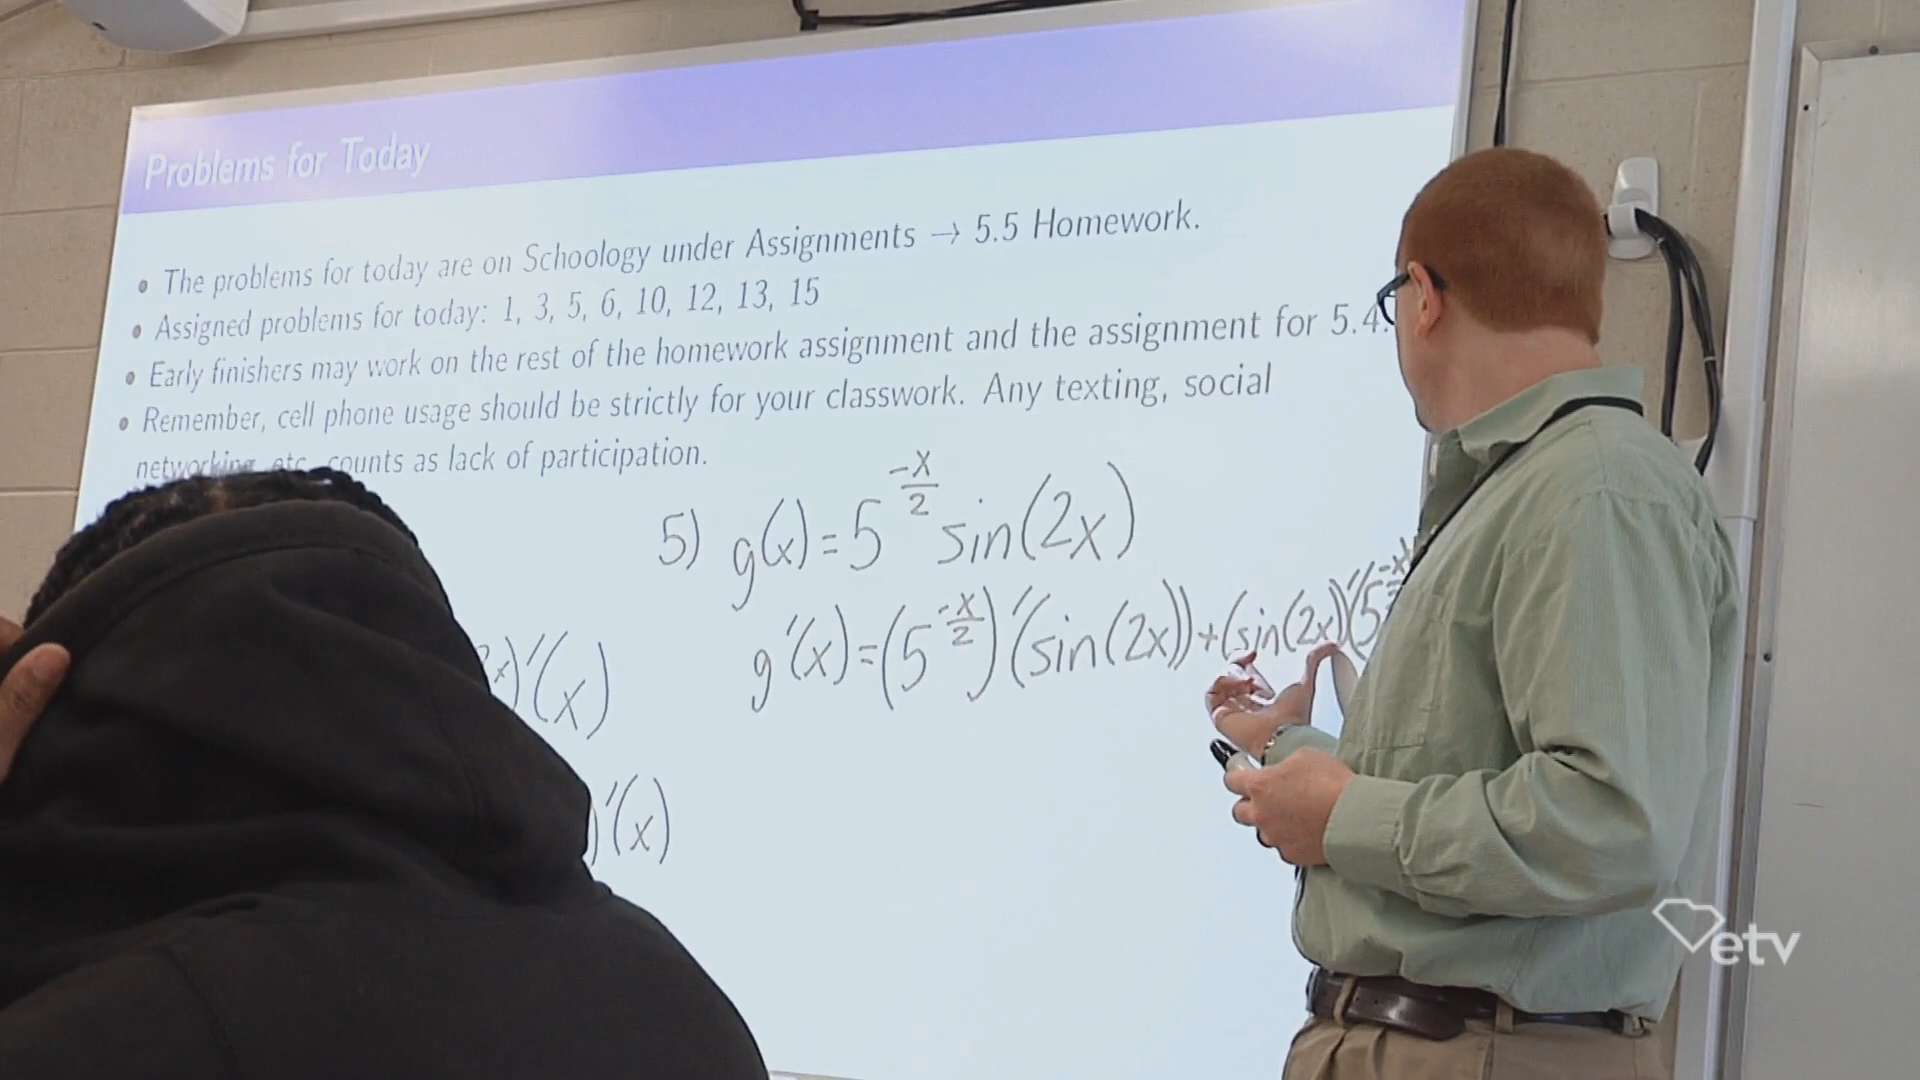 Problems for Today
• The problems for today are on Schoology under Assignments → 5.5 Homework.
• Assigned problems for today: 1, 3, 5, 6, 10, 12, 13, 15
• Early finishers may work on the rest of the homework assignment and the assignment for 5.4.
• Remember, cell phone usage should be strictly for your classwork. Any texting, social
networking, etc. counts as lack of participation.
5) g(x) = 5^(-x/2) sin(2x)
g'(x) = (5^(-x/2))'(sin(2x)) + (sin(2x))'(5^(-x/2)
x)'(x)
)'(x)
etv